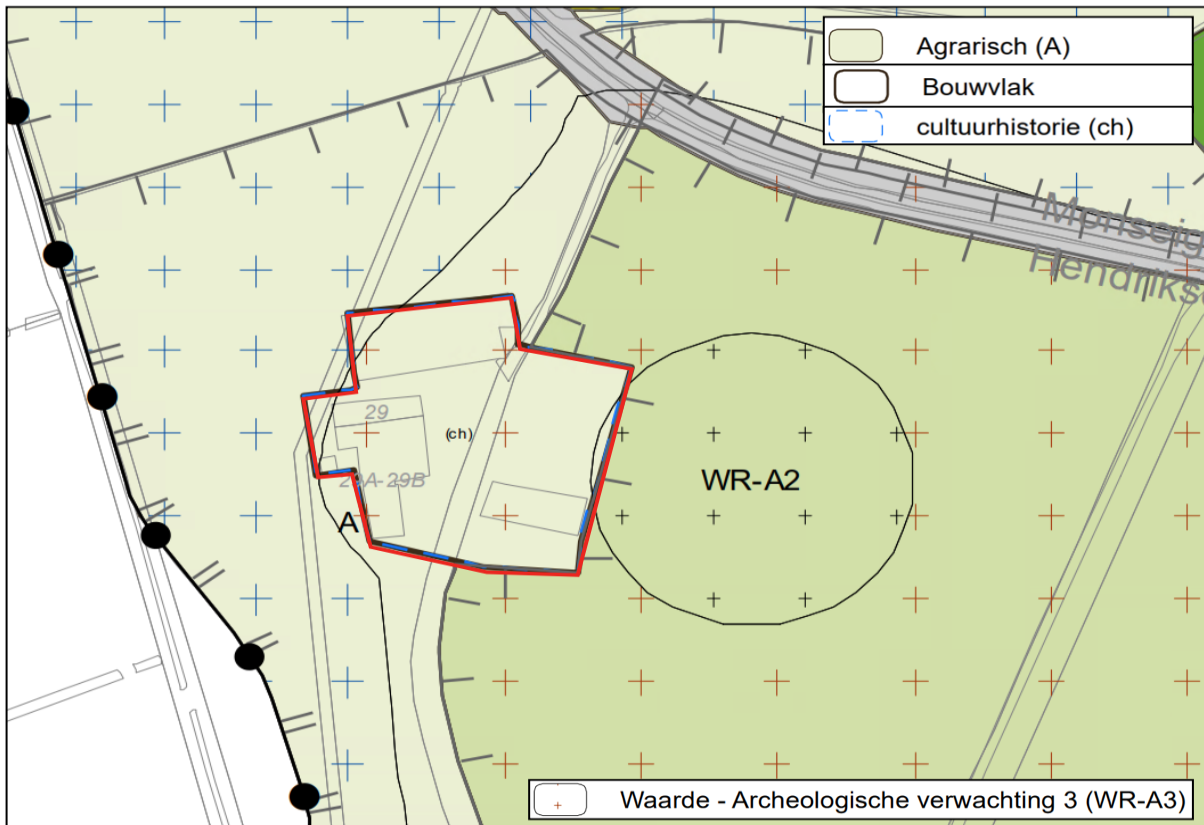 Agrarisch (A)
Bouwvlak
cultuurhistorie (ch)
29
(ch)
29A-29B
WR-A2
A
Waarde - Archeologische verwachting 3 (WR-A3)